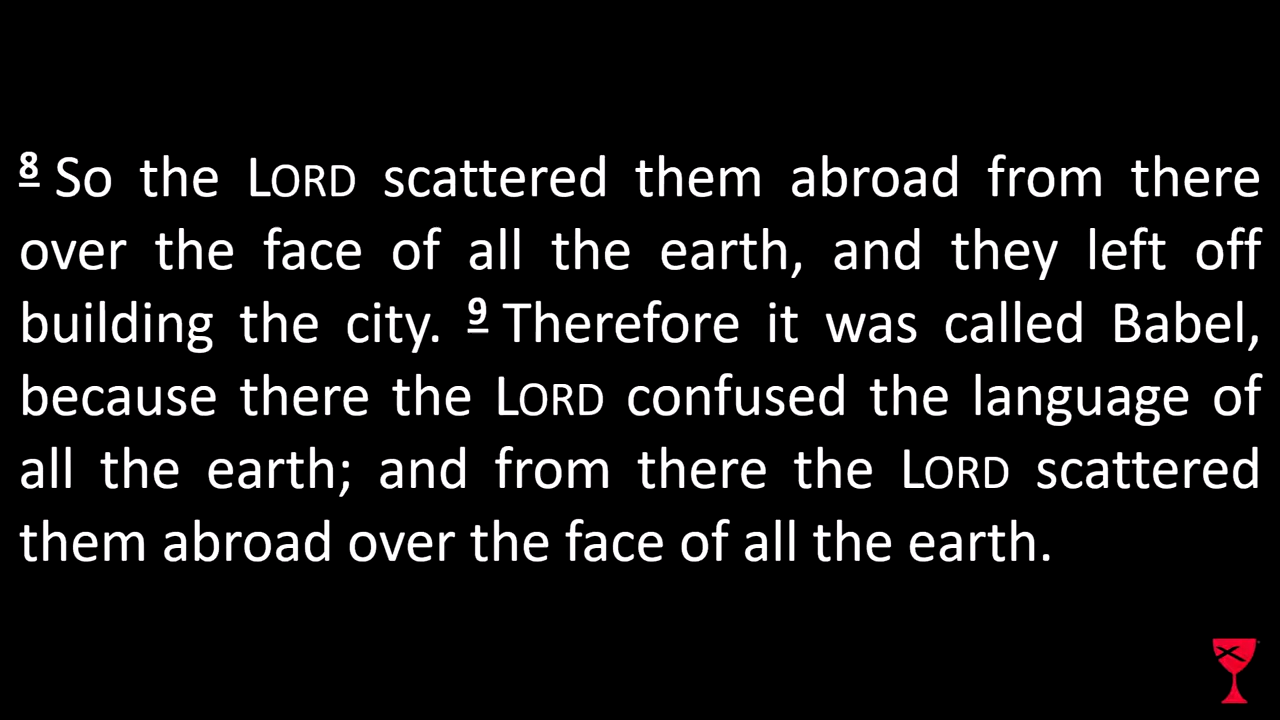 8 So the LORD scattered them abroad from there
over the face of all the earth, and they left off
building the city. 9 Therefore it was called Babel,
because there the LORD confused the language of
all the earth; and from there the LORD scattered
them abroad over the face of all the earth.